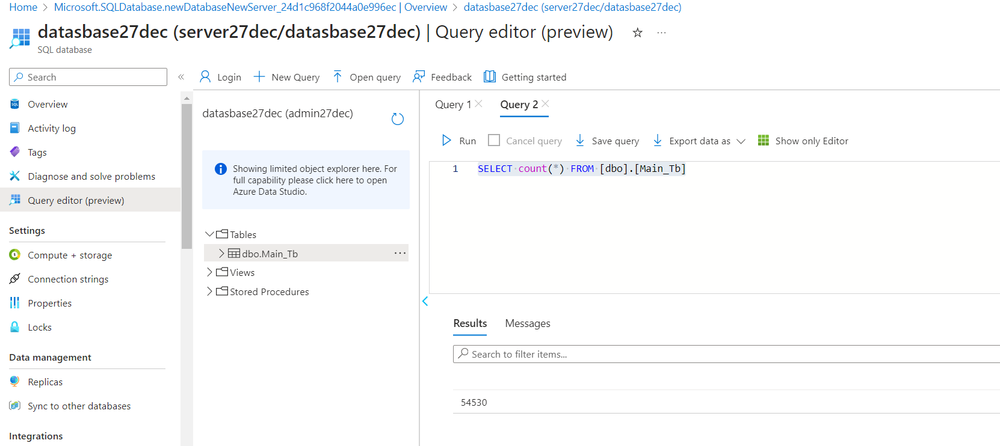 Home > Microsoft.SQLDatabase.newDatabaseNewServer_24d1c968f2044a0e996ec | Overview > datasbase27dec (server27dec/datasbase27dec)
datasbase27dec (server27dec/datasbase27dec) | Query editor (preview) ☆ ...
SQL database
Search
«
Login
New Query
Open query
Feedback
Getting started
SQL
Overview
Activity log
Tags
Diagnose and solve problems
Query editor (preview)
Settings
Compute + storage
Connection strings
Properties
Locks
Data management
Replicas
Sync to other databases
Integrations
datasbase27dec (admin27dec)
Showing limited object explorer here. For
full capability please click here to open
Azure Data Studio.
Tables
dbo.Main_Tb ...
Views
Stored Procedures
Query 1
Query 2
Run
Cancel query
Save query
Export data as
Show only Editor
1 SELECT count(*) FROM [dbo].[Main_Tb]
Results
Messages
Search to filter items...
54530